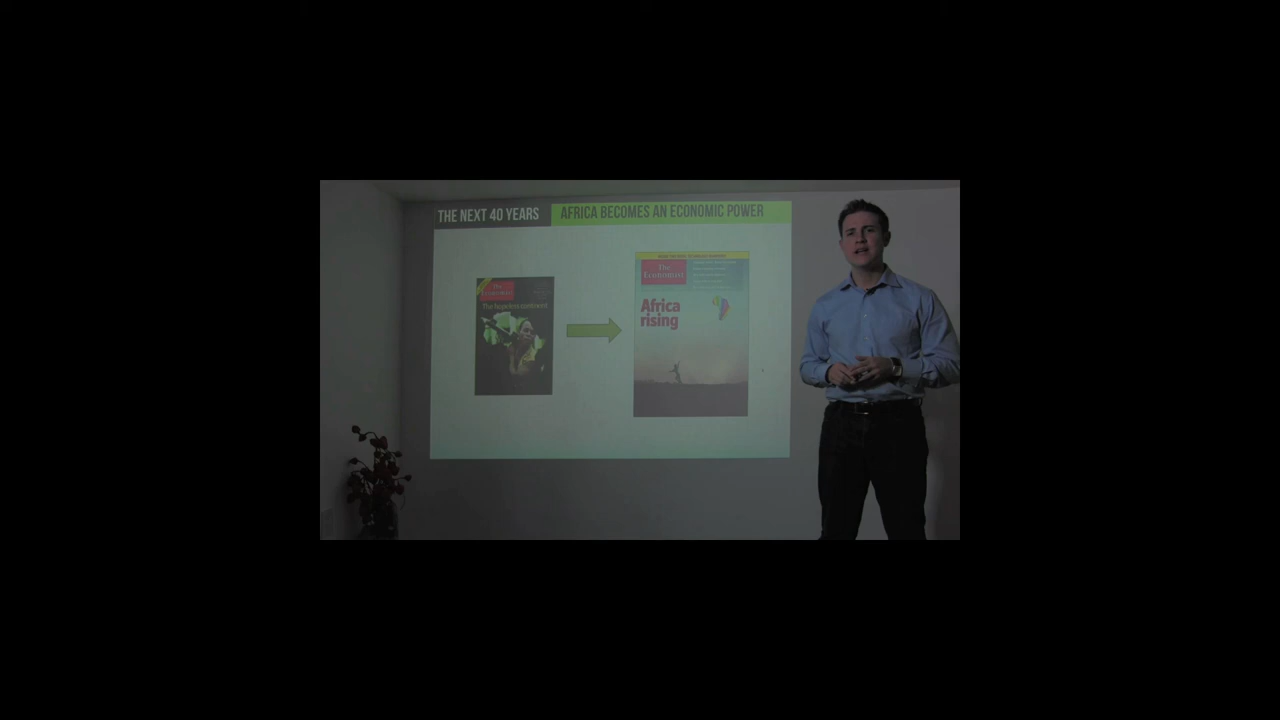 THE NEXT 40 YEARS
AFRICA BECOMES AN ECONOMIC POWER
The
Economist
The hopeless continent
The
Economist
Africa
rising